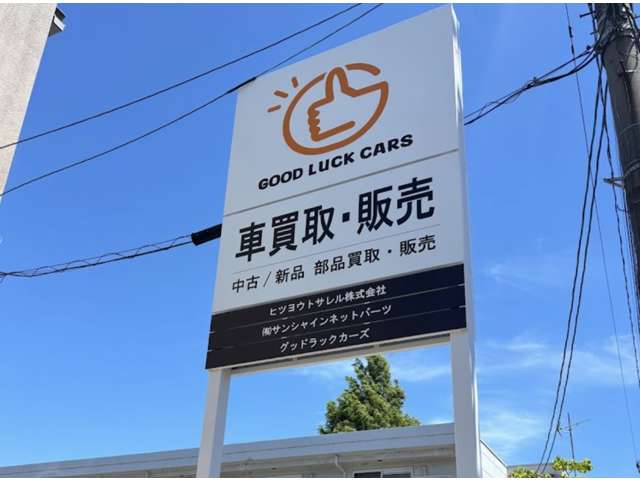 GOOD LUCK CARS
車買取・販売
中古/新品 部品買取・販売
ヒツヨウトサレル株式会社
㈲サンシャインネットパーツ
グッドラックカーズ